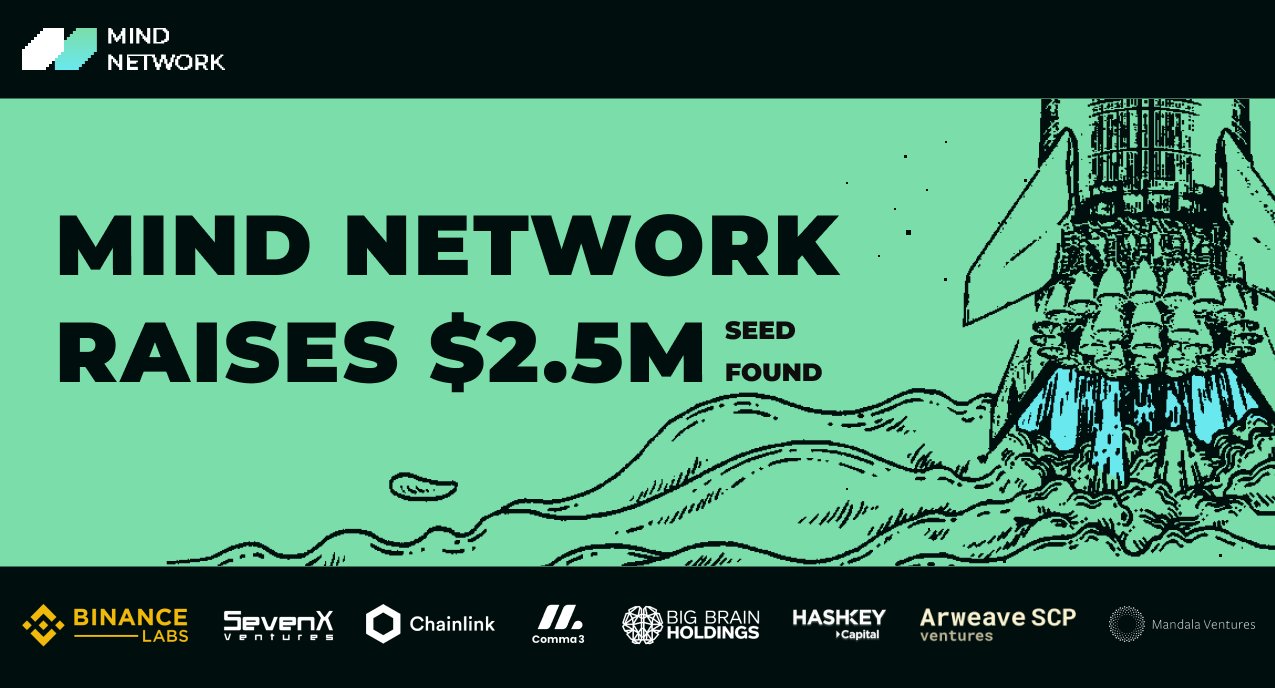 MIND
NETWORK
MIND NETWORK
RAISES $2.5M
SEED
FOUND
BINANCE
LABS
SevenX
ventures
Chainlink
Comma3
BIG BRAIN
HOLDINGS
HASHKEY
Capital
Arweave SCP
ventures
Mandala Ventures